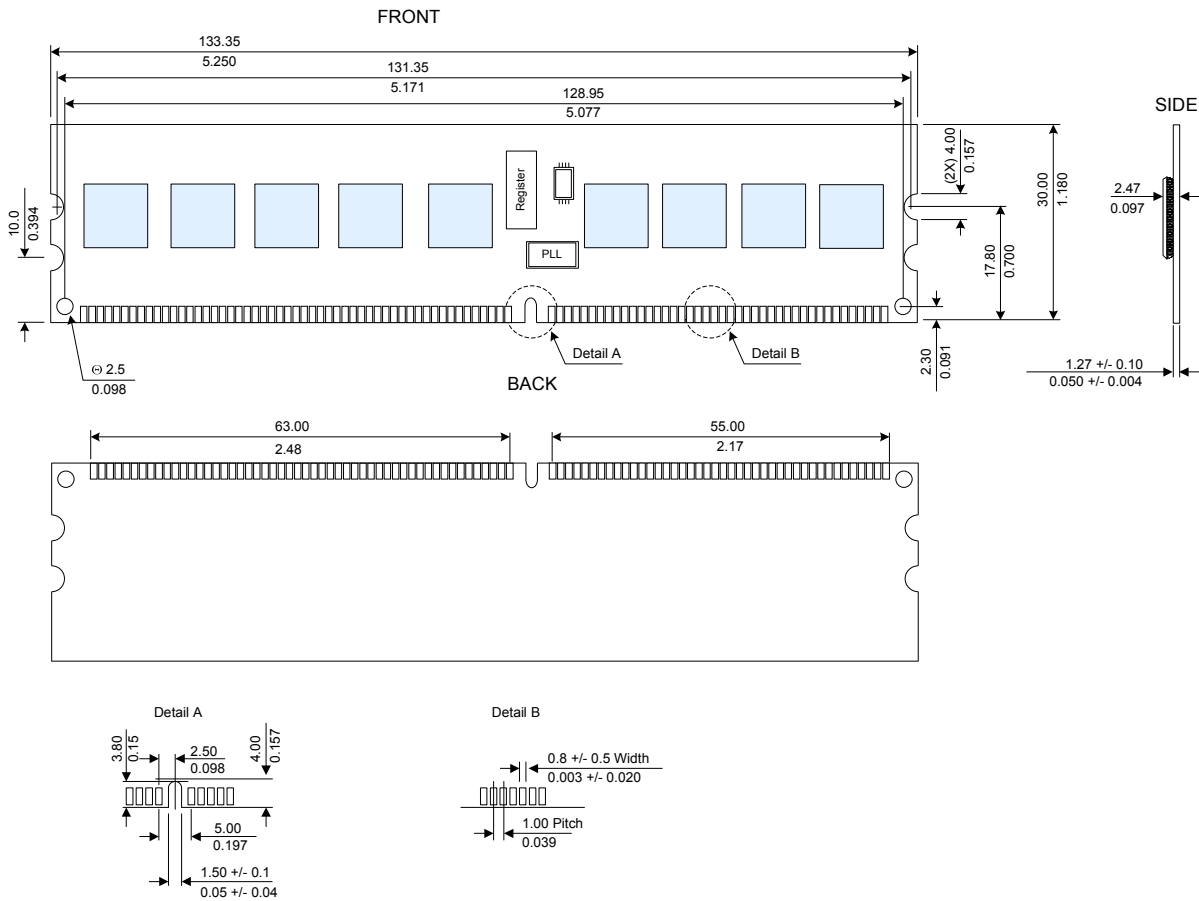 FRONT
133.35
5.250
131.35
5.171
128.95
5.077
SIDE
(2X) 4.00
0.157
30.00
1.180
2.47
0.097
Register
10.0
0.394
17.80
0.700
PLL
2.30
0.091
Detail A
Detail B
Θ 2.5
0.098
1.27 +/- 0.10
0.050 +/- 0.004
BACK
63.00
2.48
55.00
2.17
Detail A
Detail B
3.80
0.15
2.50
0.098
4.00
0.157
0.8 +/- 0.5 Width
0.003 +/- 0.020
5.00
0.197
1.00 Pitch
0.039
1.50 +/- 0.1
0.05 +/- 0.04